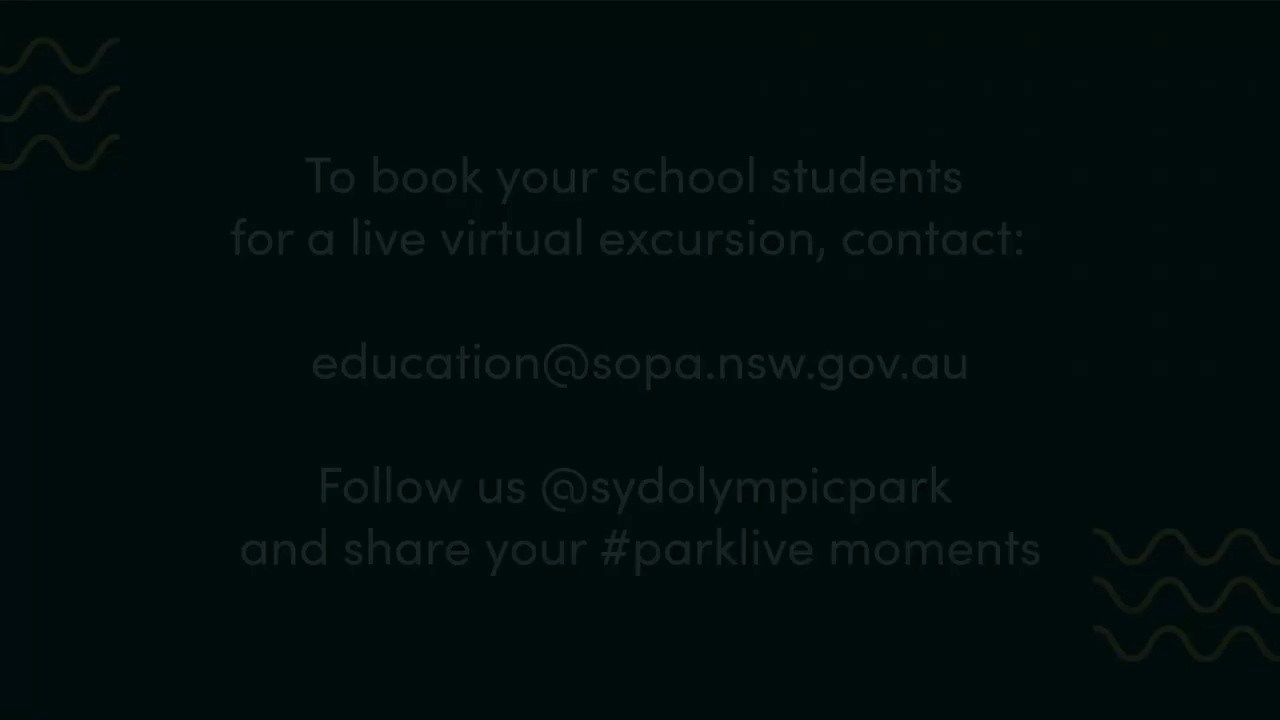 To book your school students
for a live virtual excursion, contact:
education@sopa.nsw.gov.au
Follow us @sydolympicpark
and share your #parklive moments